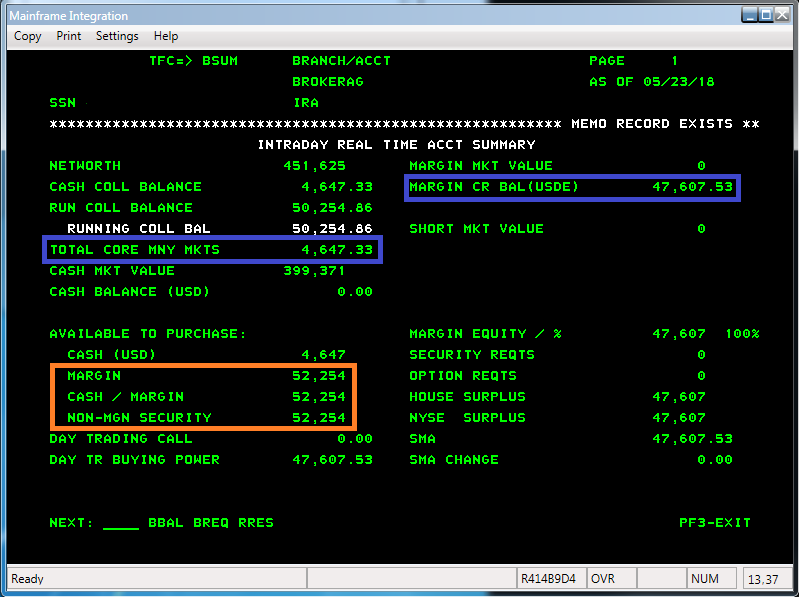 Mainframe Integration
Copy Print Settings Help
TFC=> BSUM BRANCH/ACCT PAGE 1
BROKERAG AS OF 05/23/18
SSN IRA
********************************************************* MEMO RECORD EXISTS **
INTRADAY REAL TIME ACCT SUMMARY
NETWORTH 451,625 MARGIN MKT VALUE 0
CASH COLL BALANCE 4,647.33 MARGIN CR BAL(USDE) 47,607.53
RUN COLL BALANCE 50,254.86
RUNNING COLL BAL 50,254.86 SHORT MKT VALUE 0
TOTAL CORE MNY MKTS 4,647.33
CASH MKT VALUE 399,371
CASH BALANCE (USD) 0.00
AVAILABLE TO PURCHASE: MARGIN EQUITY / % 47,607 100%
CASH (USD) 4,647 SECURITY REQTS 0
MARGIN 52,254 OPTION REQTS 0
CASH / MARGIN 52,254 HOUSE SURPLUS 47,607
NON-MGN SECURITY 52,254 NYSE SURPLUS 47,607
DAY TRADING CALL 0.00 SMA 47,607.53
DAY TR BUYING POWER 47,607.53 SMA CHANGE 0.00
NEXT: ____ BBAL BREQ RRES PF3-EXIT
Ready R414B9D4 OVR NUM 13,37